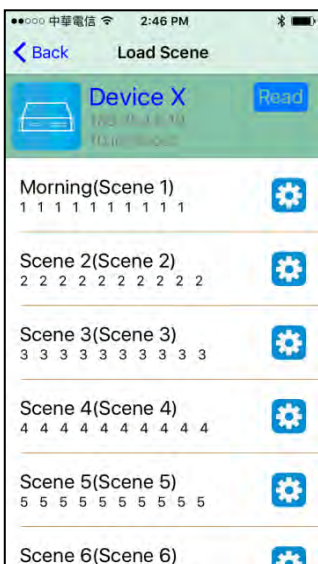 中華電信 2:46 PM
Back Load Scene
Device X Read
Morning(Scene 1)
1 1 1 1 1 1 1 1 1 1
Scene 2(Scene 2)
2 2 2 2 2 2 2 2 2 2
Scene 3(Scene 3)
3 3 3 3 3 3 3 3 3 3
Scene 4(Scene 4)
4 4 4 4 4 4 4 4 4 4
Scene 5(Scene 5)
5 5 5 5 5 5 5 5 5 5
Scene 6(Scene 6)